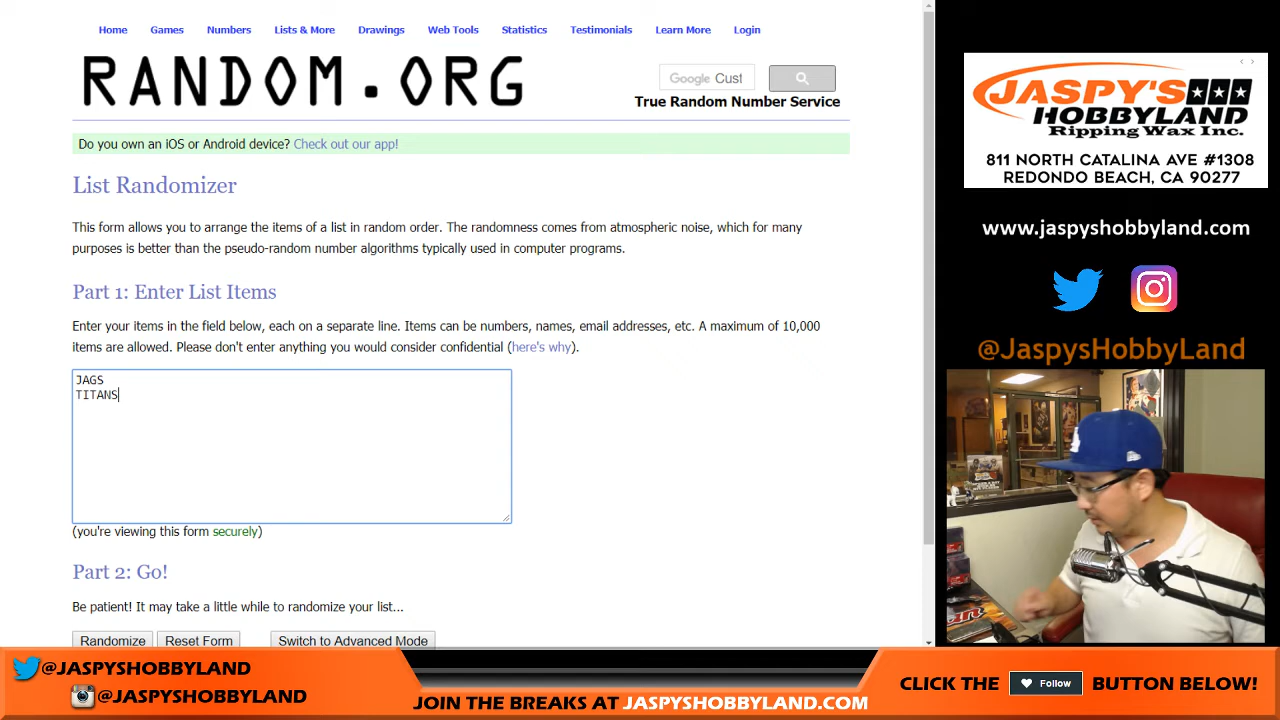 Home Games Numbers Lists & More Drawings Web Tools Statistics Testimonials Learn More Login
RANDOM.ORG
Google Cust
True Random Number Service
Do you own an iOS or Android device? Check out our app!
List Randomizer
This form allows you to arrange the items of a list in random order. The randomness comes from atmospheric noise, which for many
purposes is better than the pseudo-random number algorithms typically used in computer programs.
Part 1: Enter List Items
Enter your items in the field below, each on a separate line. Items can be numbers, names, email addresses, etc. A maximum of 10,000
items are allowed. Please don't enter anything you would consider confidential (here's why).
JAGS
TITANS
(you're viewing this form securely)
Part 2: Go!
Be patient! It may take a little while to randomize your list...
Randomize Reset Form Switch to Advanced Mode
JASPY'S
HOBBYLAND
Ripping Wax Inc.
811 NORTH CATALINA AVE #1308
REDONDO BEACH, CA 90277
www.jaspyshobbyland.com
@JaspysHobbyLand
@JASPYSHOBBYLAND
@JASPYSHOBBYLAND
JOIN THE BREAKS AT JASPYSHOBBYLAND.COM
CLICK THE Follow BUTTON BELOW!